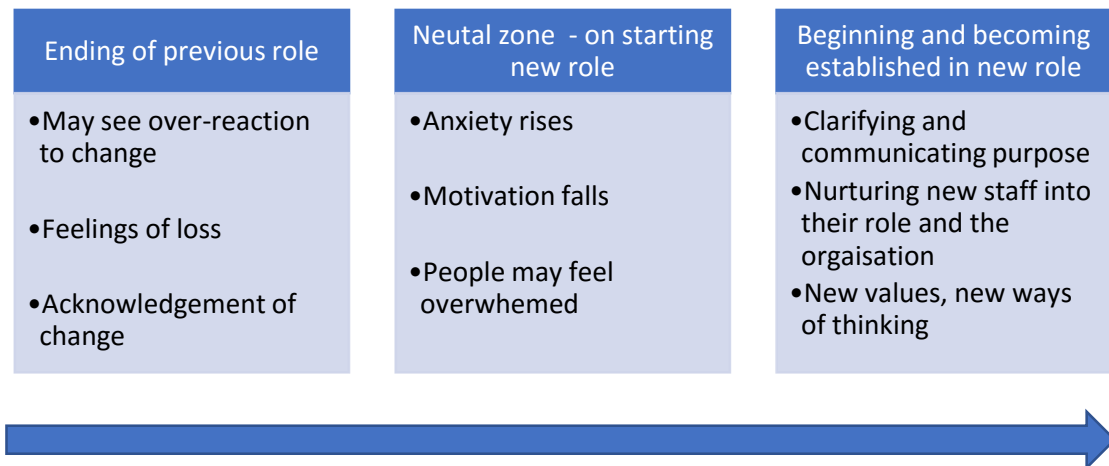 Ending of previous role
•May see over-reaction
to change
•Feelings of loss
•Acknowledgement of
change
Neutal zone - on starting
new role
•Anxiety rises
•Motivation falls
•People may feel
overwhemed
Beginning and becoming
established in new role
•Clarifying and
communicating purpose
•Nurturing new staff into
their role and the
orgaisation
•New values, new ways
of thinking